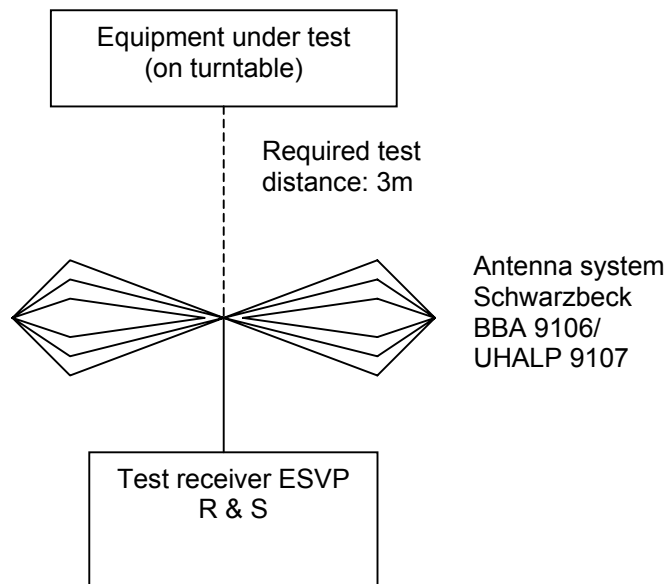 Equipment under test
(on turntable)
Required test
distance: 3m
Antenna system
Schwarzbeck
BBA 9106/
UHALP 9107
Test receiver ESVP
R & S